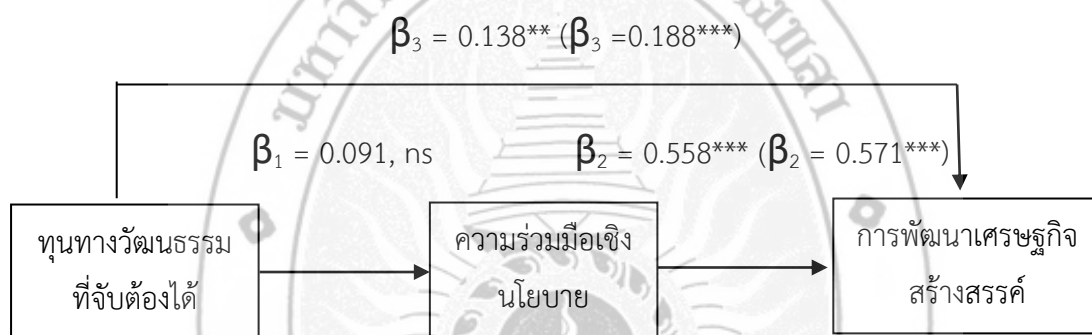 β3 = 0.138** (β3 =0.188***)
β1 = 0.091, ns
β2 = 0.558*** (β2 = 0.571***)
ทุนทางวัฒนธรรม
ที่จับต้องได้
ความร่วมมือเชิง
นโยบาย
การพัฒนาเศรษฐกิจ
สร้างสรรค์